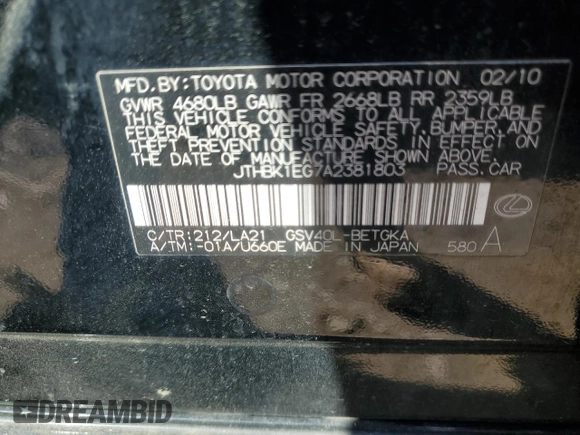 MFD.BY:TOYOTA MOTOR CORPORATION 02/10
GVWR 4680LB GAWR FR 2668LB RR 2359LB
THIS VEHICLE CONFORMS TO ALL APPLICABLE
FEDERAL MOTOR VEHICLE SAFETY,BUMPER,AND
THEFT PREVENTION STANDARDS IN EFFECT ON
THE DATE OF MANUFACTURE SHOWN ABOVE.
JTHBK1EG7A2381803 PASS.CAR
C/TR:212/LA21 GSV40L-BETGKA
A/TM:-01A/U660E MADE IN JAPAN 580 A
DREAMBID